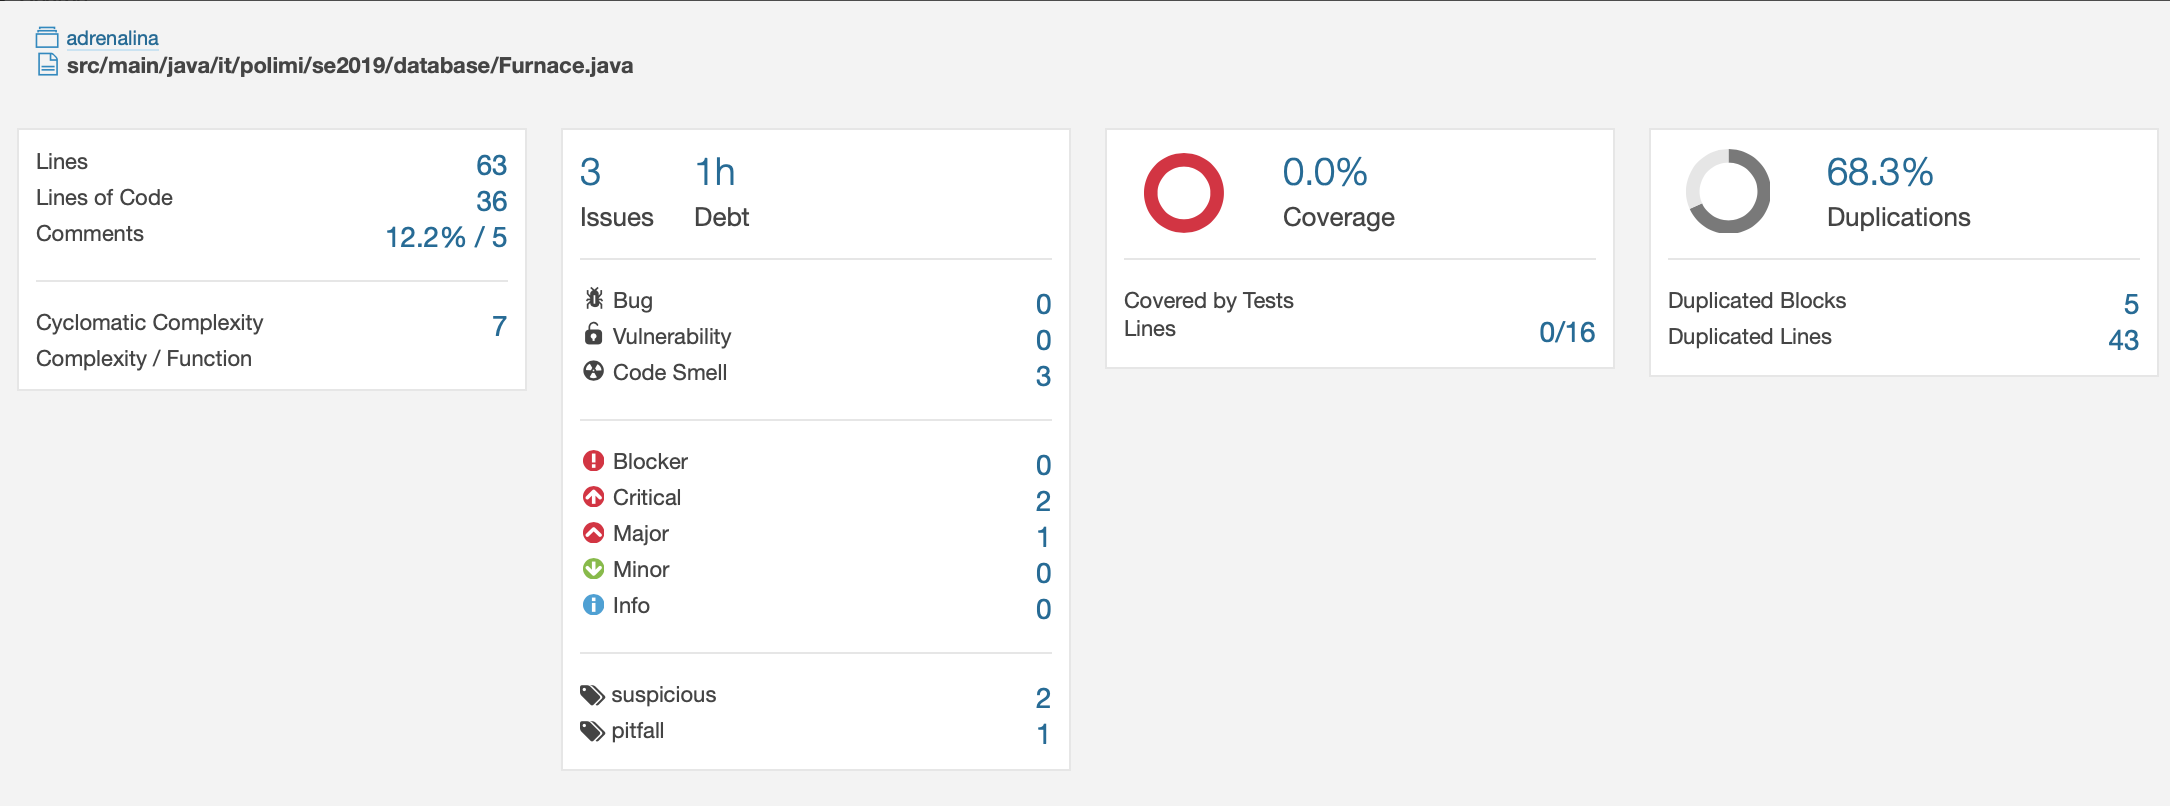 adrenalina
src/main/java/it/polimi/se2019/database/Furnace.java
Lines 63
Lines of Code 36
Comments 12.2% / 5
Cyclomatic Complexity 7
Complexity / Function
3 1h
Issues Debt
Bug 0
Vulnerability 0
Code Smell 3
Blocker 0
Critical 2
Major 1
Minor 0
Info 0
suspicious 2
pitfall 1
0.0%
Coverage
Covered by Tests
Lines 0/16
68.3%
Duplications
Duplicated Blocks 5
Duplicated Lines 43